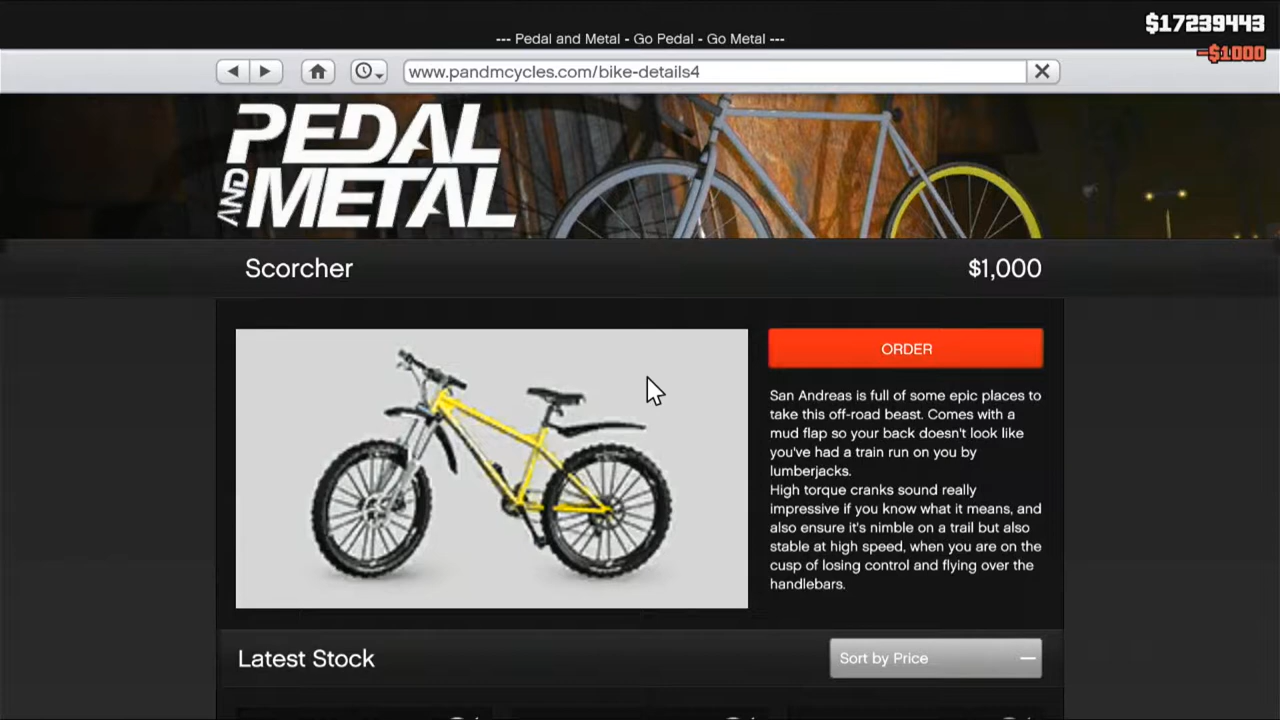 $17239443
-$1000
--- Pedal and Metal - Go Pedal - Go Metal ---
www.pandmcycles.com/bike-details4
PEDAL
AND METAL
Scorcher
$1,000
ORDER
San Andreas is full of some epic places to
take this off-road beast. Comes with a
mud flap so your back doesn't look like
you've had a train run on you by
lumberjacks.
High torque cranks sound really
impressive if you know what it means, and
also ensure it's nimble on a trail but also
stable at high speed, when you are on the
cusp of losing control and flying over the
handlebars.
Latest Stock
Sort by Price